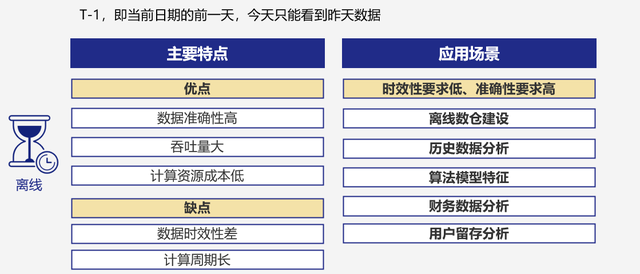 T-1，即当前日期的前一天，今天只能看到昨天数据
主要特点
应用场景
优点
时效性要求低、准确性要求高
数据准确性高
离线数仓建设
吞吐量大
历史数据分析
计算资源成本低
算法模型特征
离线
缺点
财务数据分析
数据时效性差
用户留存分析
计算周期长